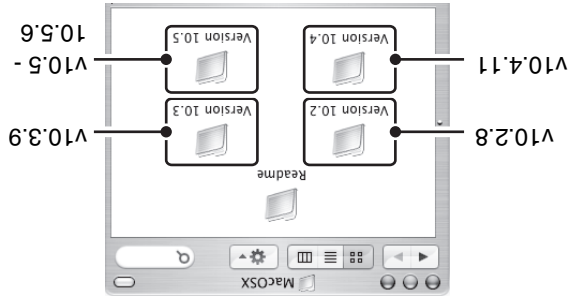 MacOSX
Readme
v10.2.8
Version 10.2
Version 10.3
v10.3.9
v10.4.11
Version 10.4
Version 10.5
v10.5 -
10.5.6